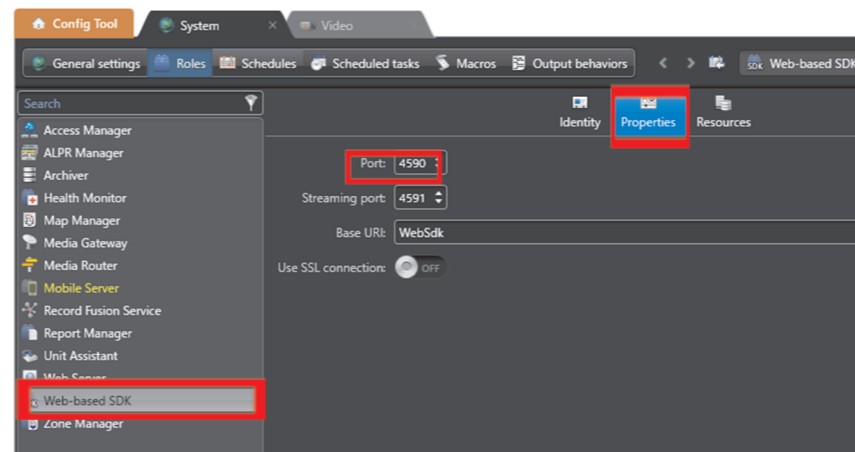 Config Tool System Video
General settings Roles Schedules Scheduled tasks Macros Output behaviors SDK Web-based SDK
Search
Identity Properties Resources
Access Manager
ALPR Manager
Archiver
Health Monitor
Map Manager
Media Gateway
Media Router
Mobile Server
Record Fusion Service
Report Manager
Unit Assistant
Web Server
Web-based SDK
Zone Manager
Port: 4590
Streaming port: 4591
Base URI: WebSdk
Use SSL connection: OFF